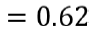 = 0.62